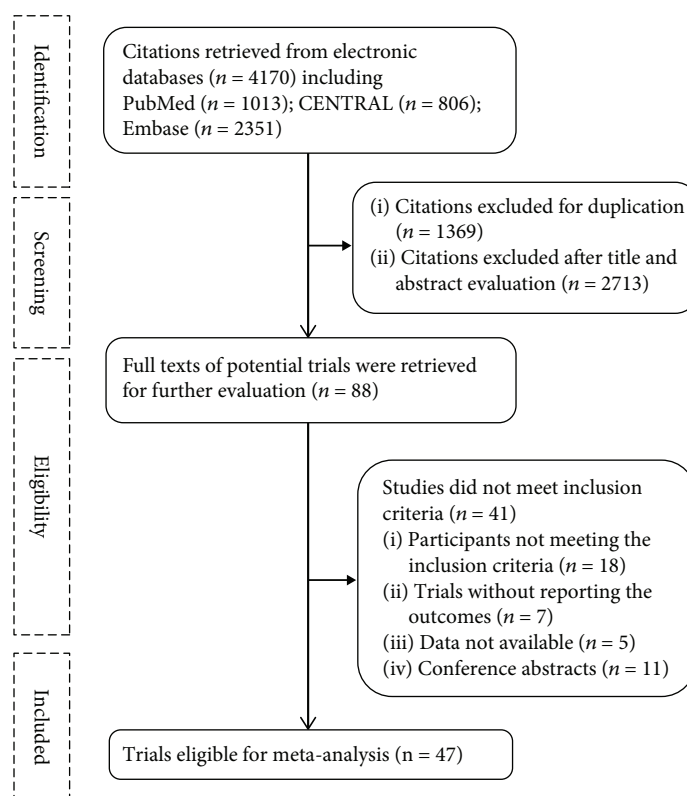 Identification
Citations retrieved from electronic
databases (n = 4170) including
PubMed (n = 1013); CENTRAL (n = 806);
Embase (n = 2351)
Screening
(i) Citations excluded for duplication
(n = 1369)
(ii) Citations excluded after title and
abstract evaluation (n = 2713)
Eligibility
Full texts of potential trials were retrieved
for further evaluation (n = 88)
Studies did not meet inclusion
criteria (n = 41)
(i) Participants not meeting the
inclusion criteria (n = 18)
(ii) Trials without reporting the
outcomes (n = 7)
(iii) Data not available (n = 5)
(iv) Conference abstracts (n = 11)
Included
Trials eligible for meta-analysis (n = 47)